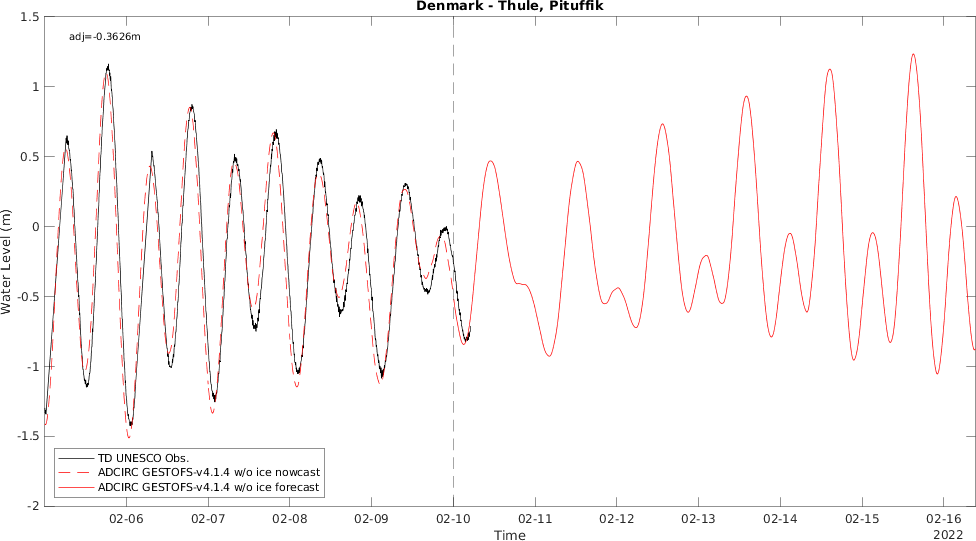 Denmark - Thule, Pituffik
adj=-0.3626m
Water Level (m)
1.5
1
0.5
0
-0.5
-1
-1.5
-2
TD UNESCO Obs.
ADCIRC GESTOFS-v4.1.4 w/o ice nowcast
ADCIRC GESTOFS-v4.1.4 w/o ice forecast
02-06 02-07 02-08 02-09 02-10 02-11 02-12 02-13 02-14 02-15 02-16
Time
2022